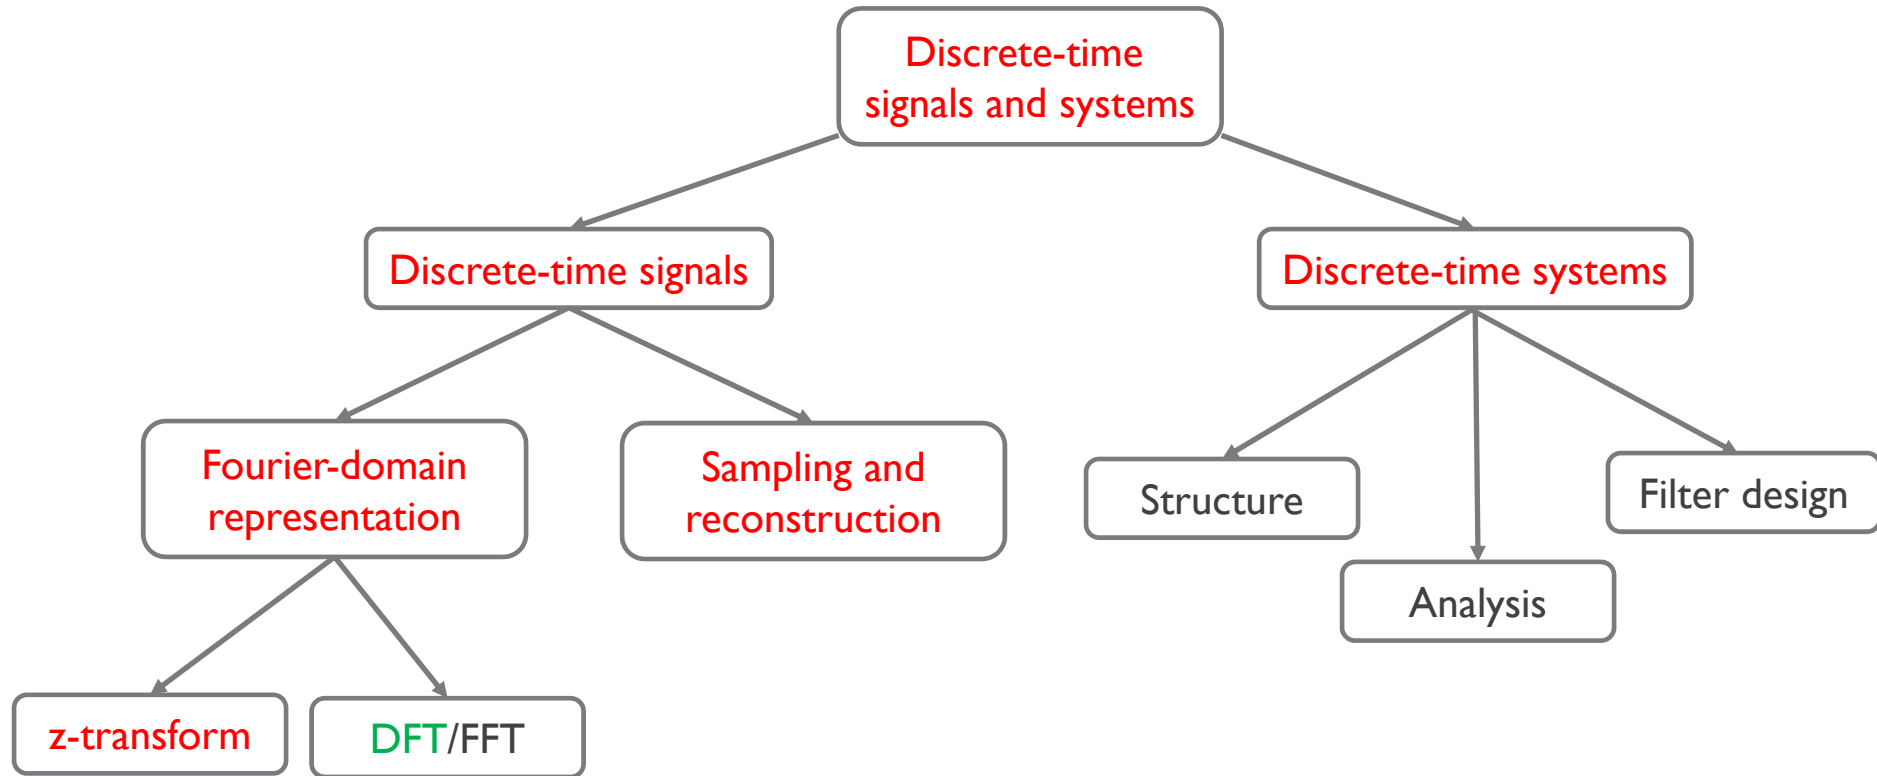 Discrete-time
signals and systems
Discrete-time signals
Discrete-time systems
Fourier-domain
representation
Sampling and
reconstruction
Structure
Filter design
Analysis
z-transform
DFT/FFT